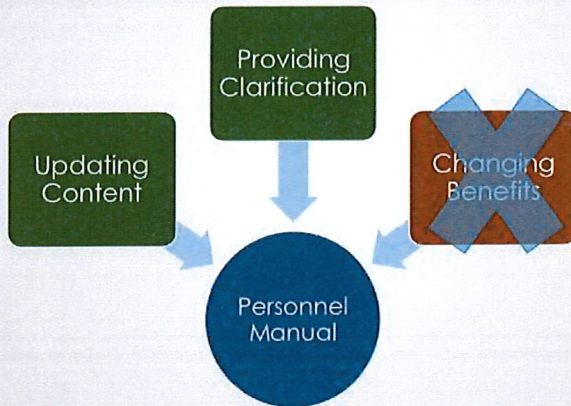 Providing
Clarification
Updating
Content
Changing
Benefits
Personnel
Manual